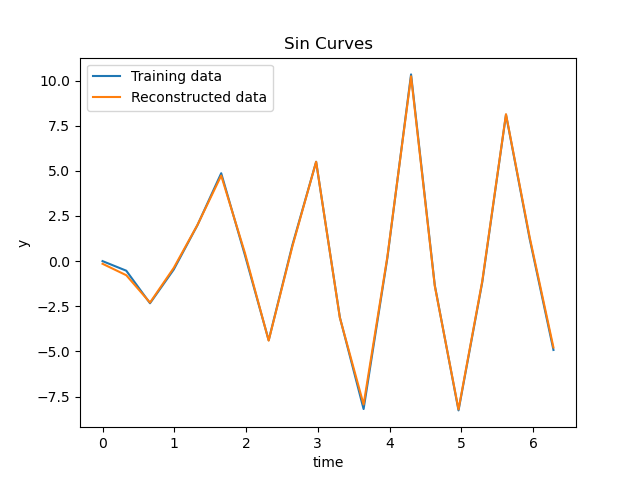 Sin Curves
Training data
Reconstructed data
10.0
7.5
5.0
2.5
0.0
−2.5
−5.0
−7.5
y
0 1 2 3 4 5 6
time